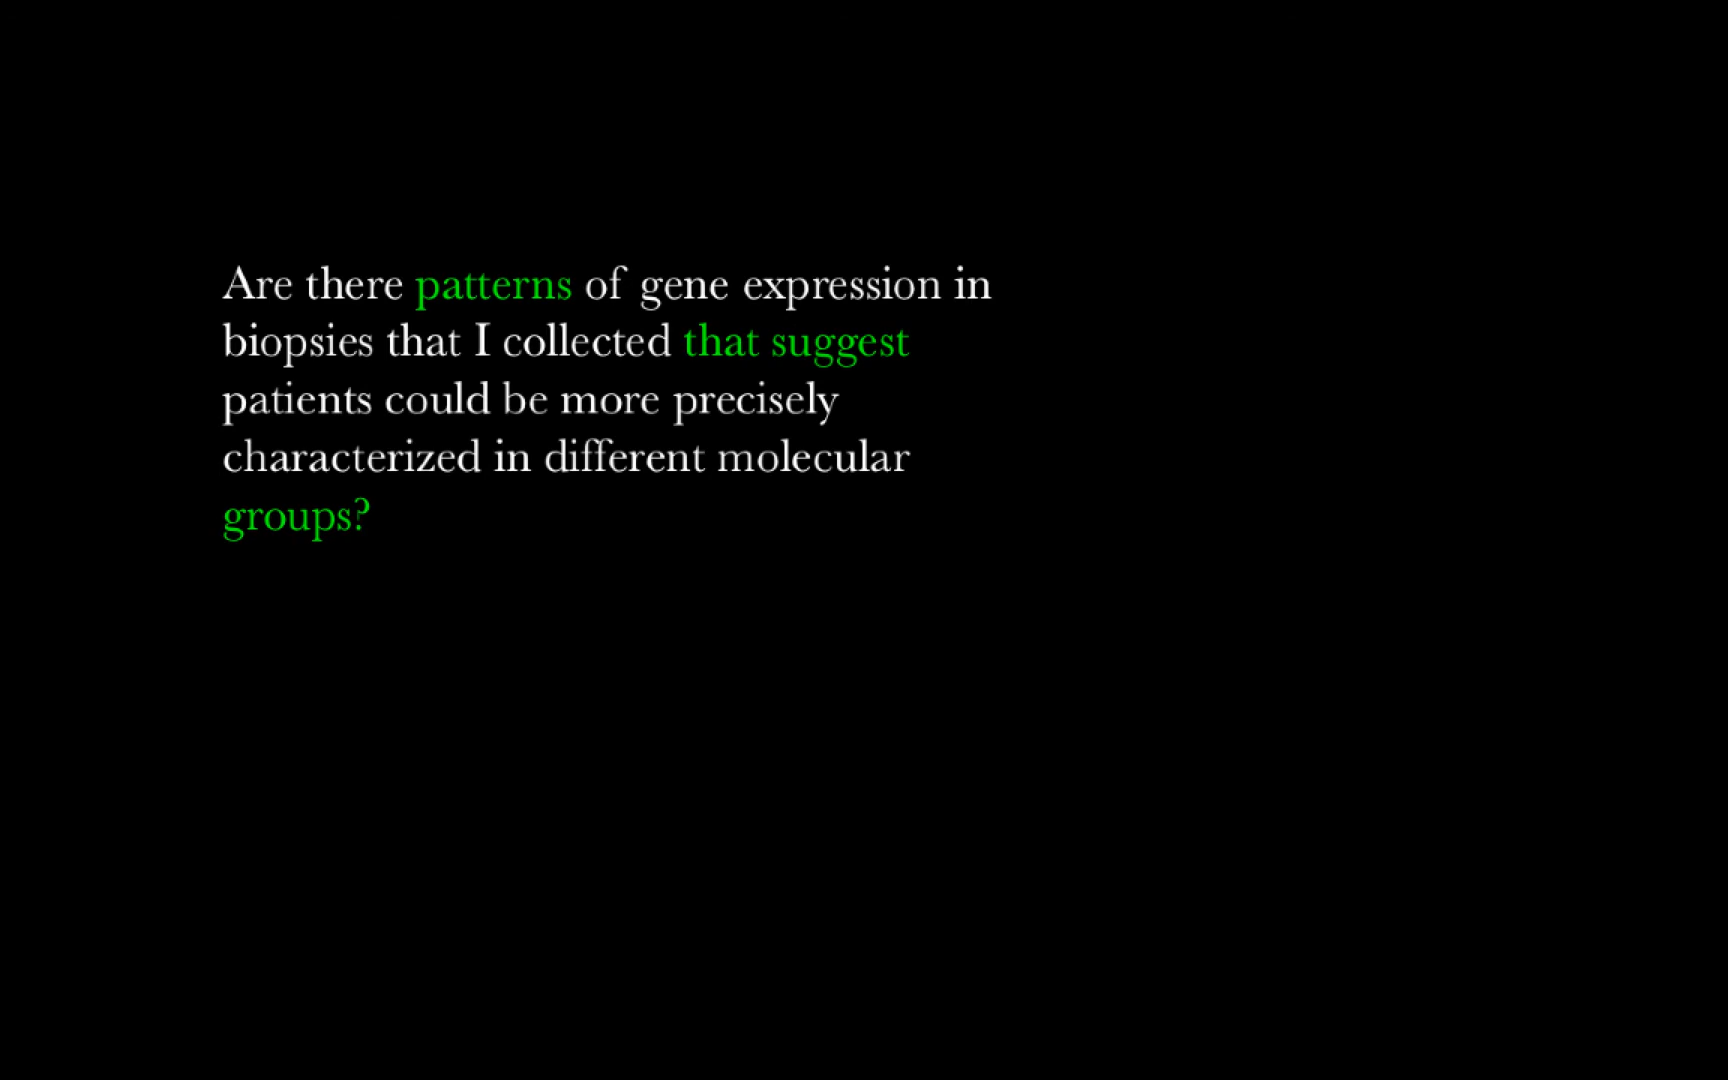 Are there patterns of gene expression in
biopsies that I collected that suggest
patients could be more precisely
characterized in different molecular
groups?